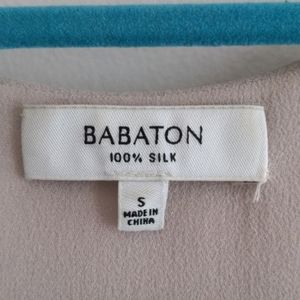 BABATON
100% SILK
S
MADE IN
CHINA